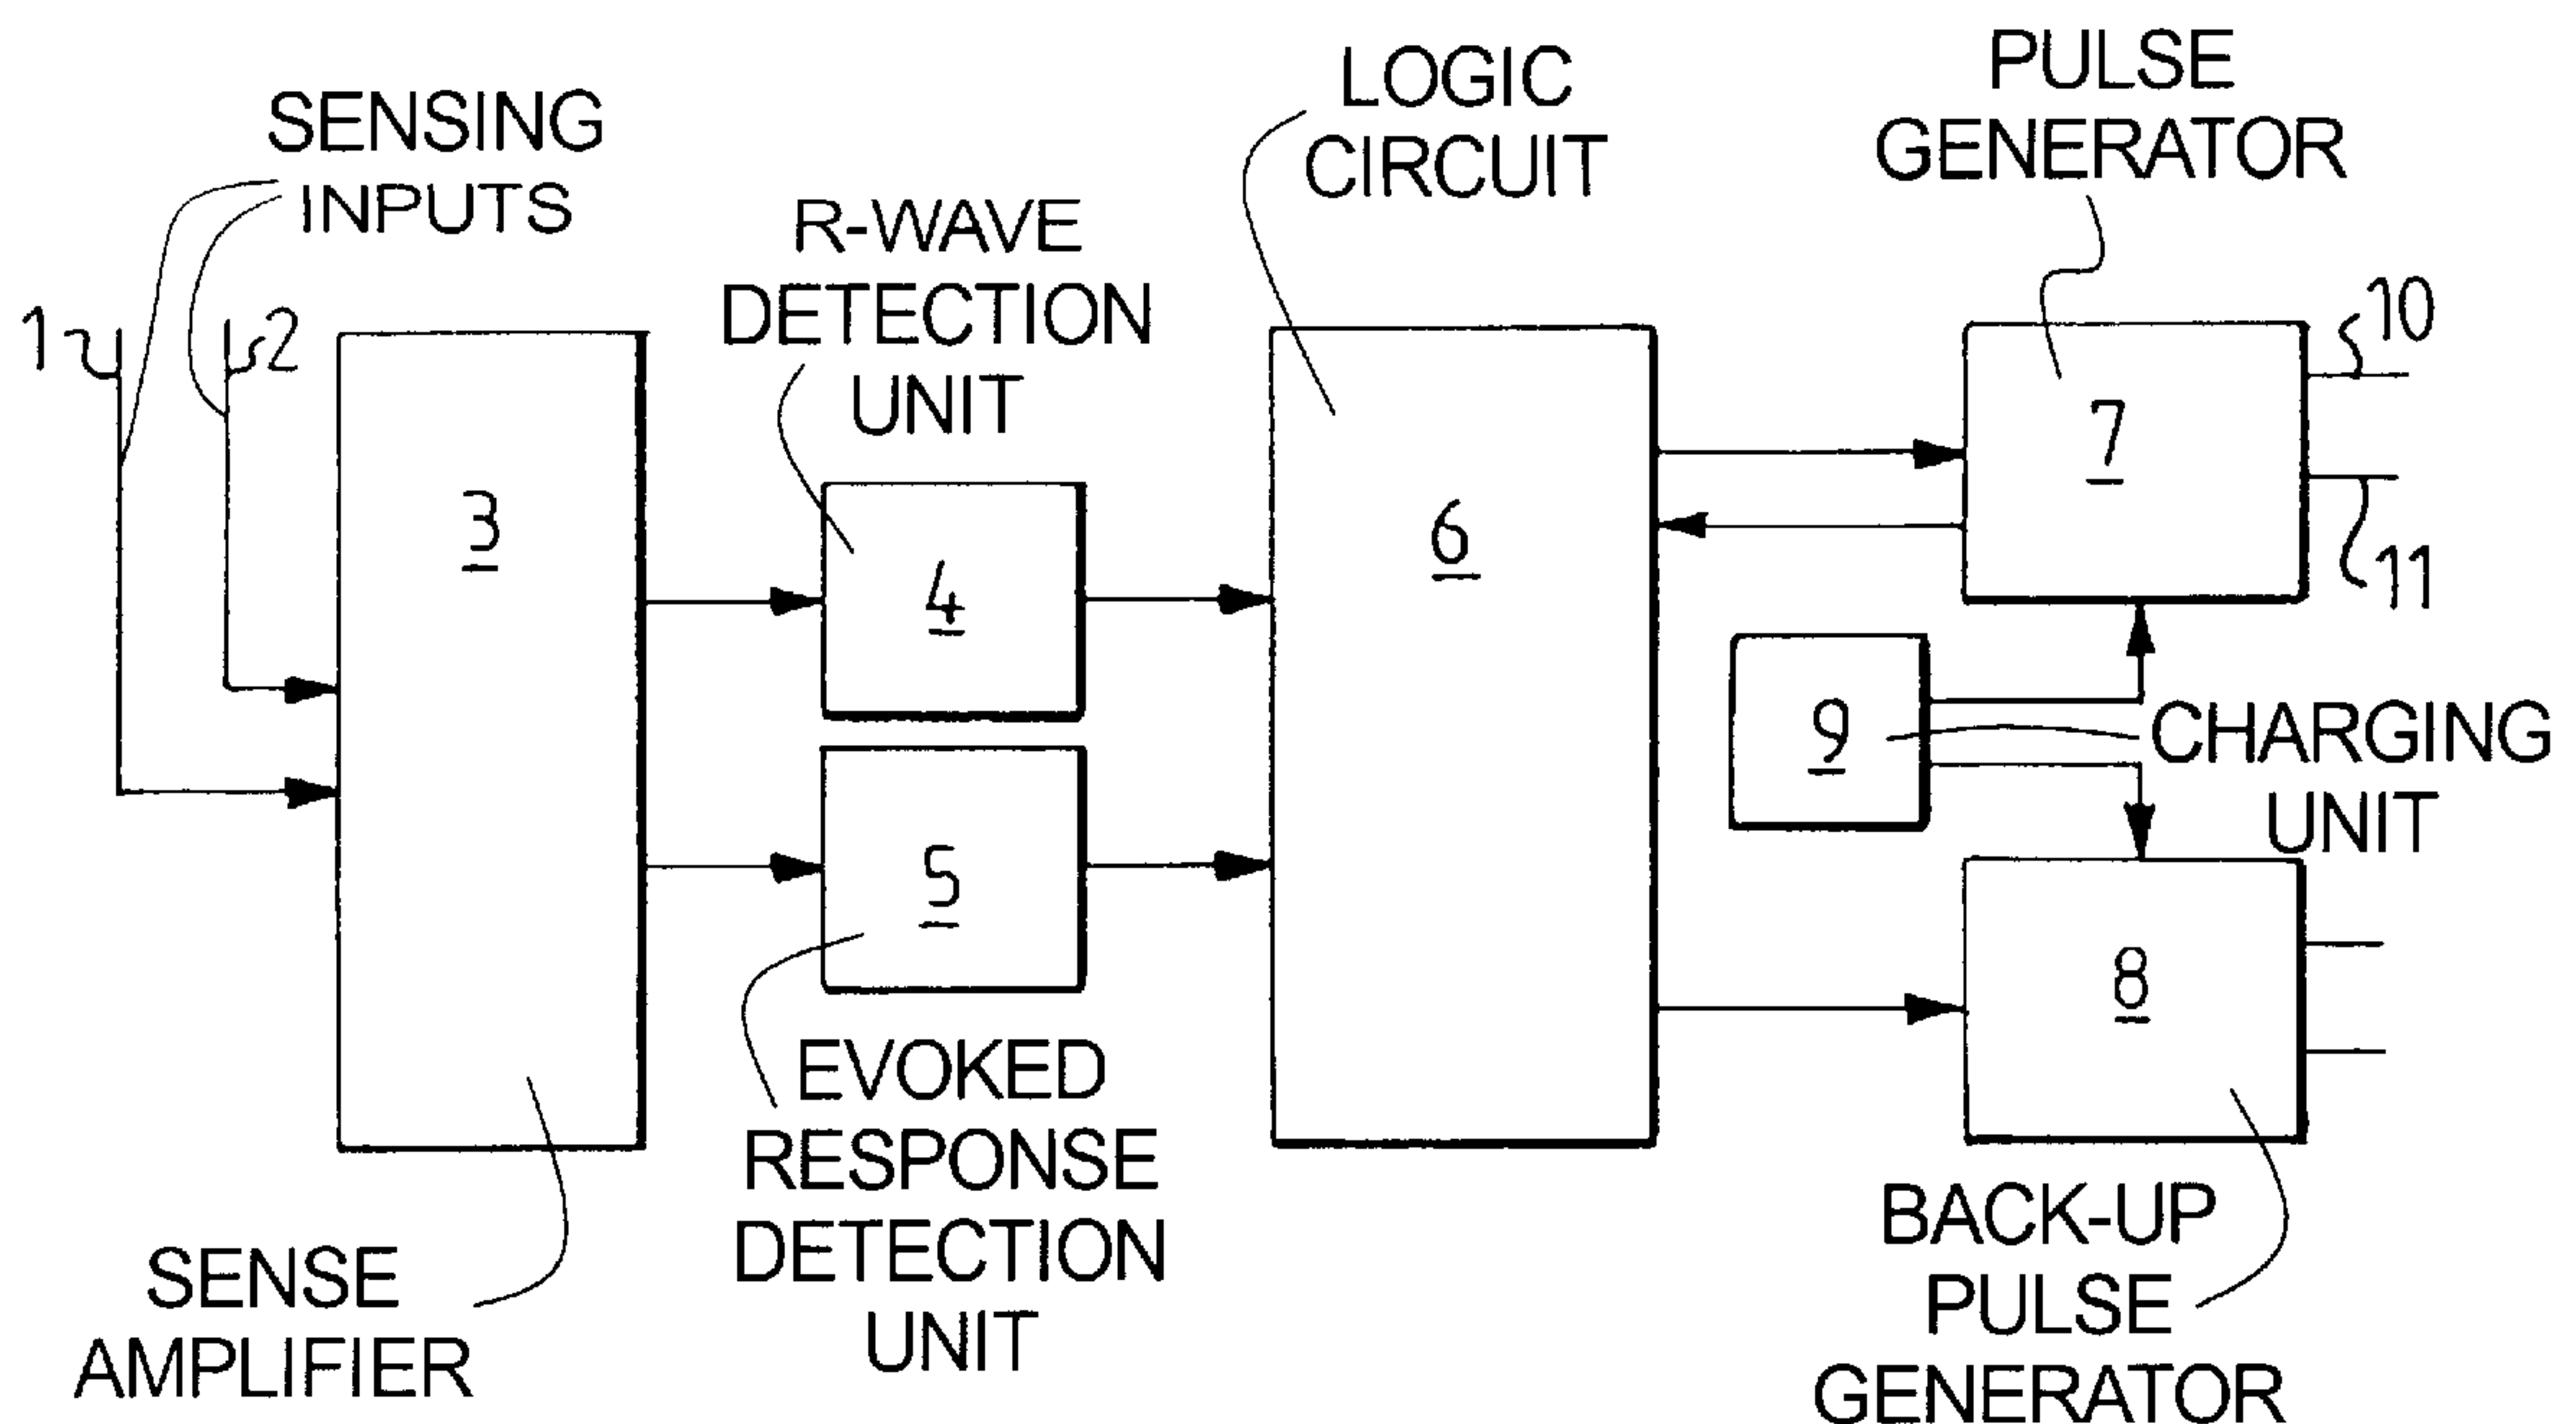 SENSING
INPUTS
1
2
3
SENSE
AMPLIFIER
R-WAVE
DETECTION
UNIT
4
5
EVOKED
RESPONSE
DETECTION
UNIT
LOGIC
CIRCUIT
6
PULSE
GENERATOR
7
10
11
9
CHARGING
UNIT
8
BACK-UP
PULSE
GENERATOR